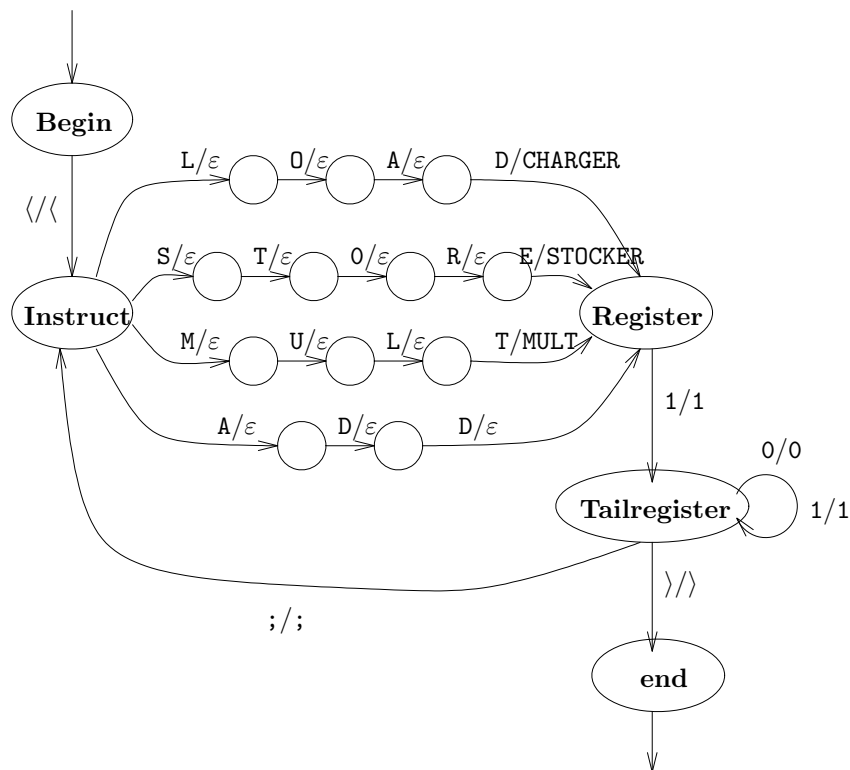 Begin
⟨/⟨
L/ε O/ε A/ε D/CHARGER
S/ε T/ε O/ε R/ε E/STOCKER
Instruct Register
M/ε U/ε L/ε T/MULT
A/ε D/ε D/ε
1/1
0/0
Tailregister 1/1
⟩/⟩
;/;
end